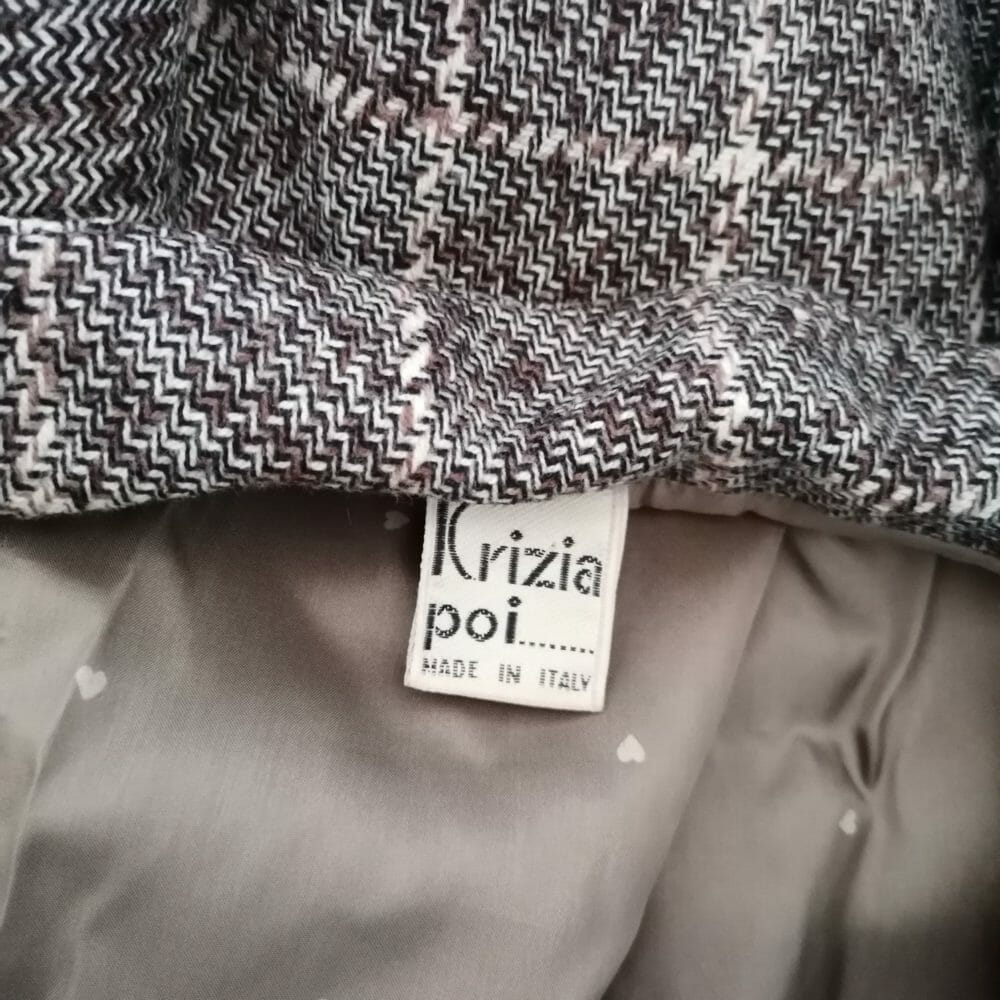 Krizia
poi........
MADE IN ITALY